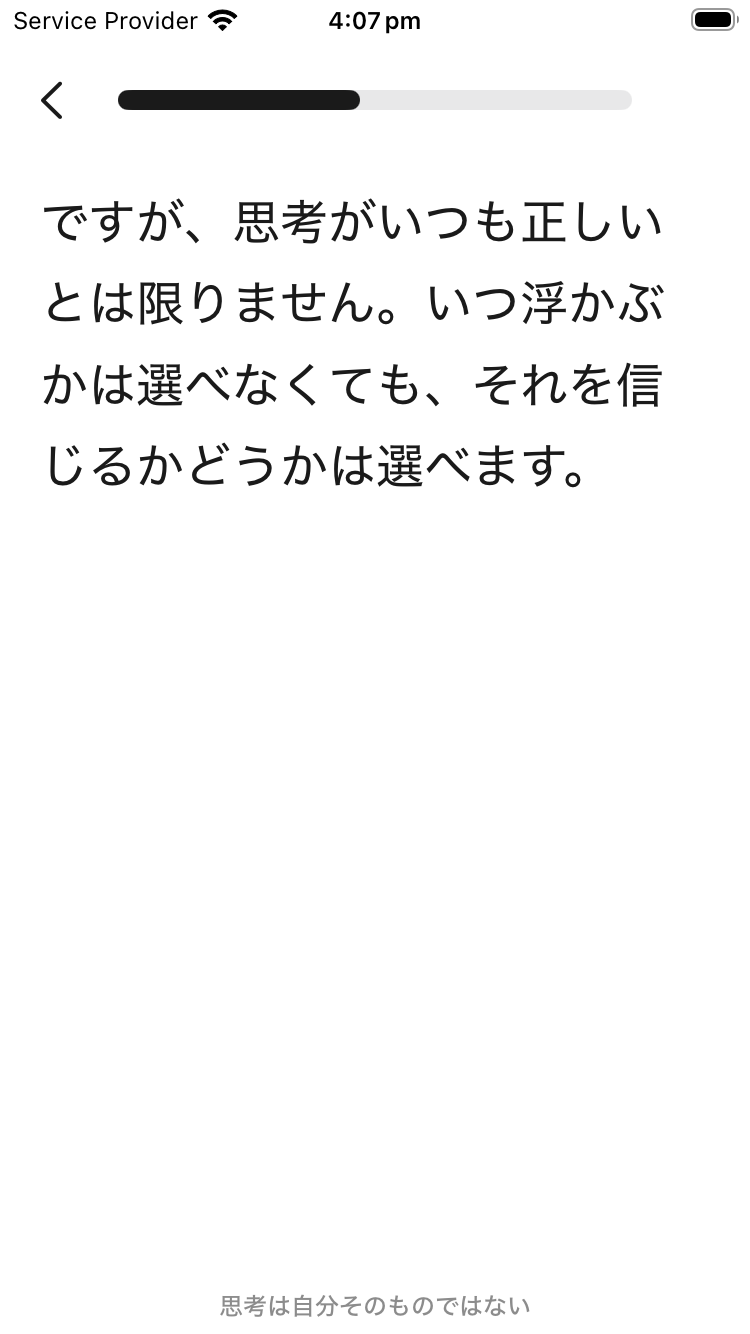 Service Provider 4:07 pm
ですが、思考がいつも正しい
とは限りません。いつ浮かぶ
かは選べなくても、それを信
じるかどうかは選べます。
思考は自分そのものではない